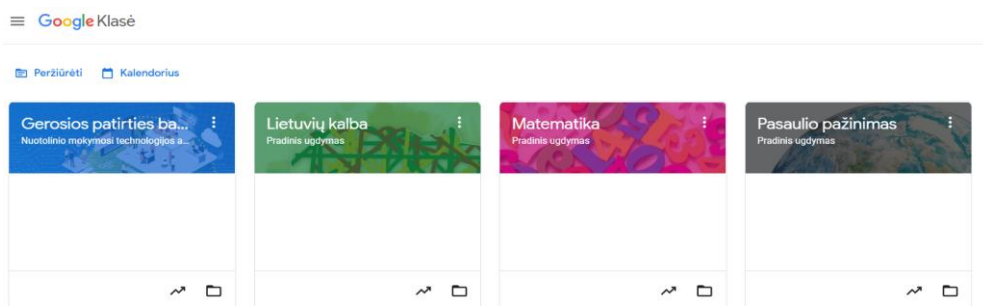 Google Klasė
Peržiūrėti Kalendorius
Gerosios patirties ba...
Nuotolinio mokymosi technologijos a...
Lietuvių kalba
Pradinis ugdymas
Matematika
Pradinis ugdymas
Pasaulio pažinimas
Pradinis ugdymas